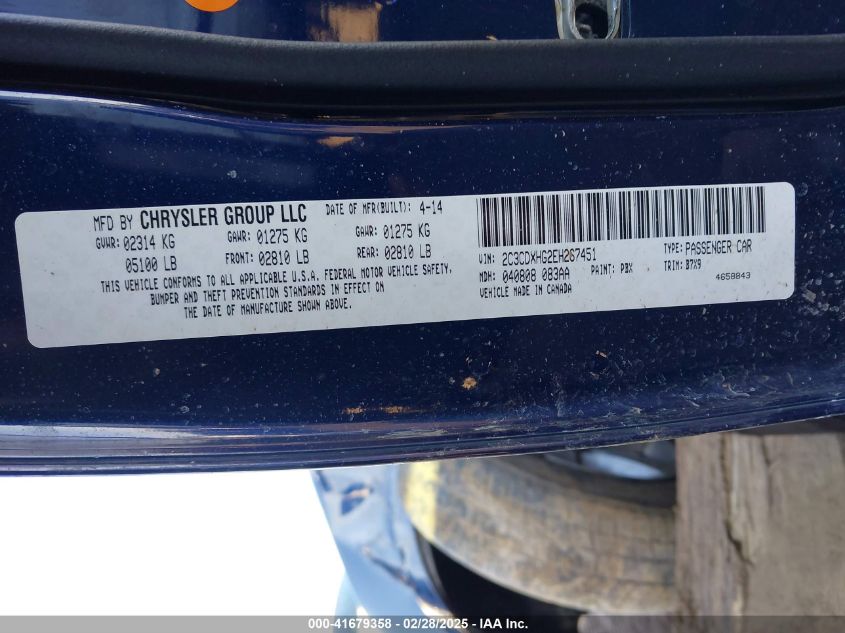 MFD BY CHRYSLER GROUP LLC DATE OF MFR(BUILT): 4-14
GVWR: 02314 KG GAWR: 01275 KG GAWR: 01275 KG
05100 LB FRONT: 02810 LB REAR: 02810 LB
THIS VEHICLE CONFORMS TO ALL APPLICABLE U.S.A. FEDERAL MOTOR VEHICLE SAFETY,
BUMPER AND THEFT PREVENTION STANDARDS IN EFFECT ON
THE DATE OF MANUFACTURE SHOWN ABOVE.
VIN: 2C3CDXHG2EH267451 TYPE: PASSENGER CAR
MDH: 040808 083AA PAINT: PBX TRIM: B7X9
VEHICLE MADE IN CANADA 4658843
000-41679358 - 02/28/2025 - IAA Inc.